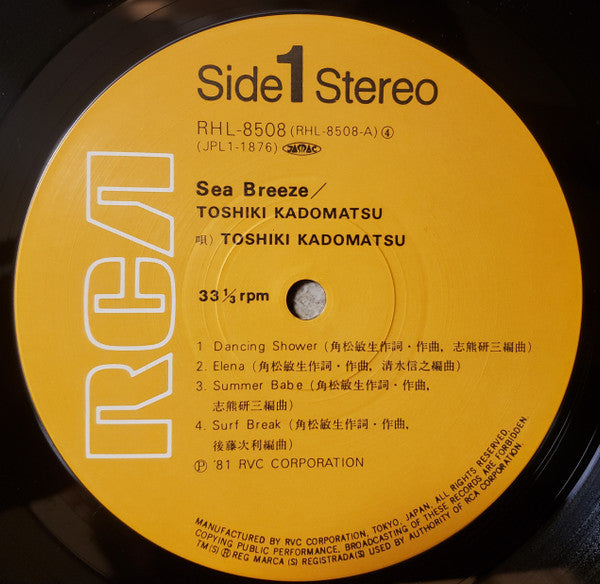 Side 1 Stereo
RHL-8508 (RHL-8508-A) ④
(JPL1-1876) JASRAC
RCA
Sea Breeze／
TOSHIKI KADOMATSU
唄) TOSHIKI KADOMATSU
33 1/3 rpm
1 Dancing Shower (角松敏生作詞・作曲, 志熊研三編曲)
2. Elena (角松敏生作詞・作曲, 清水信之編曲)
3. Summer Babe (角松敏生作詞・作曲,
志熊研三編曲)
4. Surf Break (角松敏生作詞・作曲,
後藤次利編曲)
Ⓟ '81 RVC CORPORATION
MANUFACTURED BY RVC CORPORATION, TOKYO, JAPAN. ALL RIGHTS RESERVED.
COPYING PUBLIC PERFORMANCE, BROADCASTING OF THESE RECORDS ARE FORBIDDEN.
TM(S) ® REG MARCA(S) REGISTRADA(S) USED BY AUTHORITY OF RCA CORPORATION.